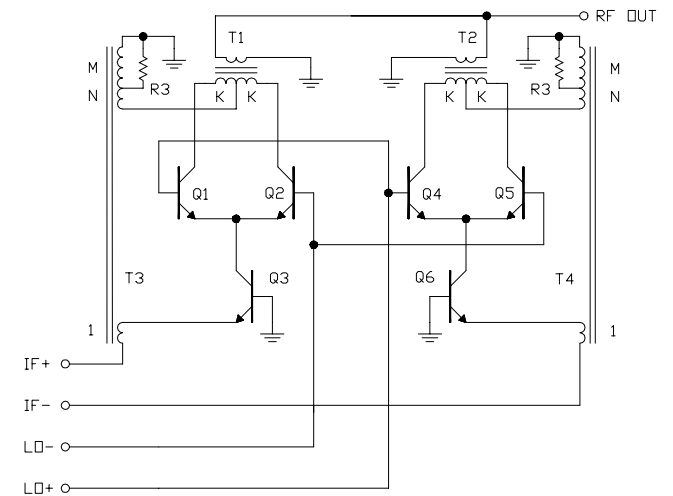 RF OUT
T1
T2
M
N
R3
K K
K K
R3
M
N
Q1
Q2
Q4
Q5
T3
Q3
Q6
T4
1
1
IF+
IF-
LO-
LO+